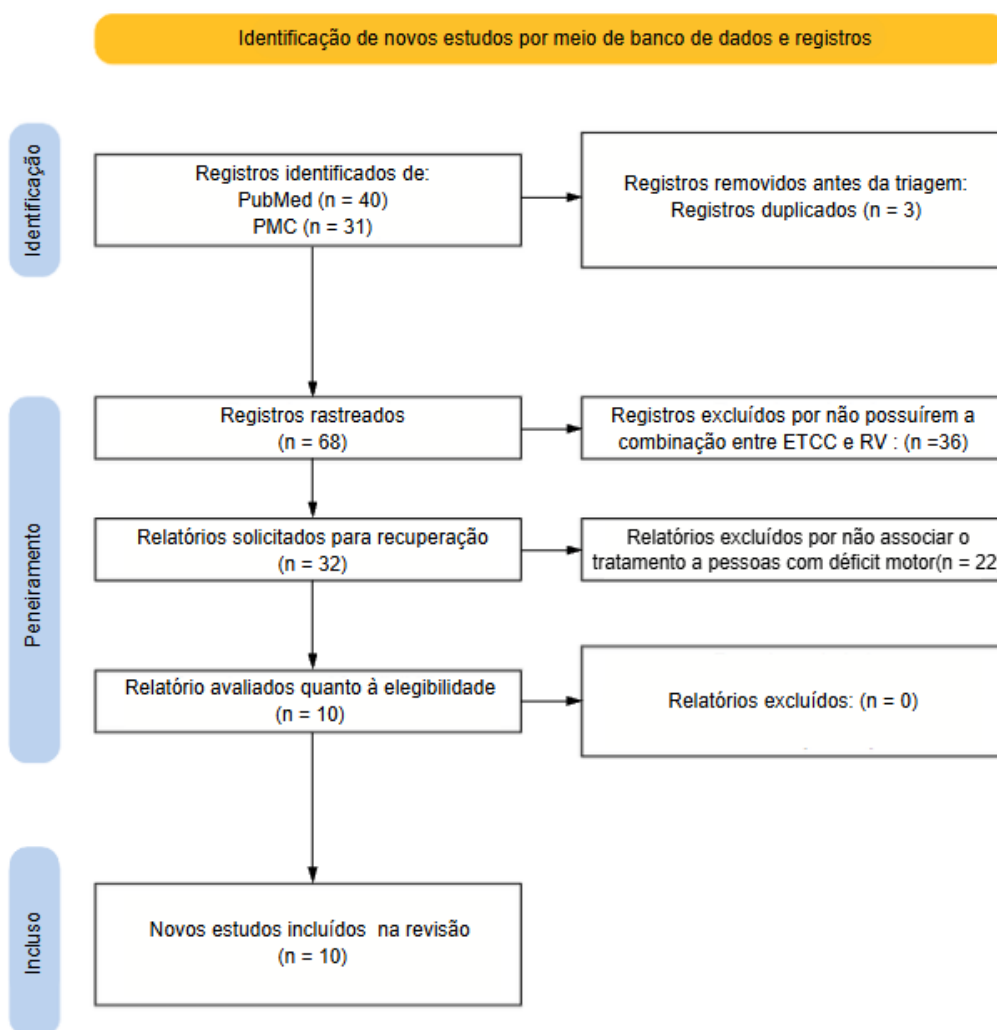 Identificação de novos estudos por meio de banco de dados e registros
Identificação
Registros identificados de:
PubMed (n = 40)
PMC (n = 31)
Registros removidos antes da triagem:
Registros duplicados (n = 3)
Peneiramento
Registros rastreados
(n = 68)
Registros excluídos por não possuírem a
combinação entre ETCC e RV : (n =36)
Relatórios solicitados para recuperação
(n = 32)
Relatórios excluídos por não associar o
tratamento a pessoas com déficit motor(n = 22
Relatório avaliados quanto à elegibilidade
(n = 10)
Relatórios excluídos: (n = 0)
Incluso
Novos estudos incluídos na revisão
(n = 10)